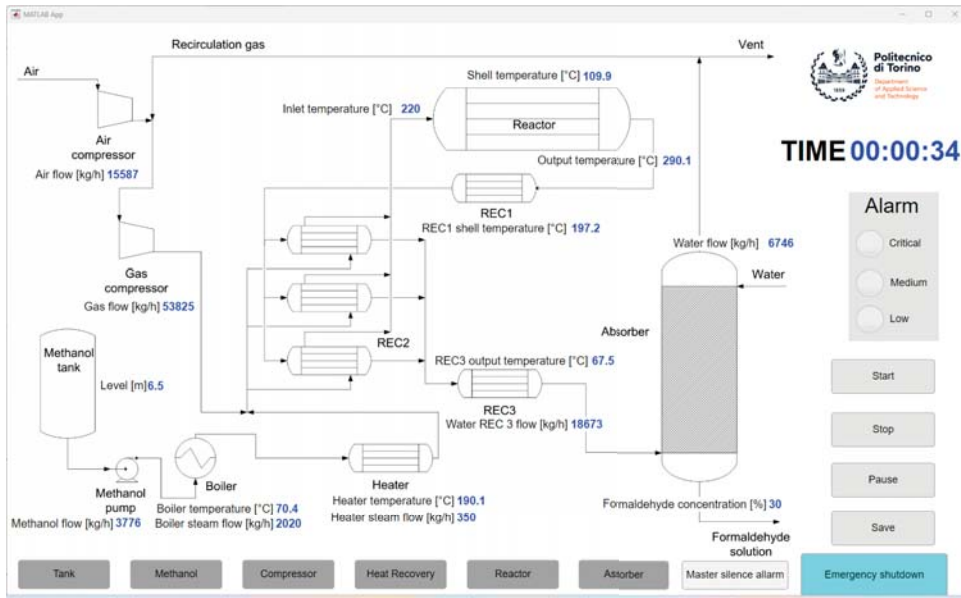 MATLAB App
Recirculation gas
Vent
Air
Politecnico
di Torino
Department
of Applied Science
and Technology
1859
Shell temperature [°C] 109.9
Inlet temperature [°C] 220
Reactor
Air
compressor
Air flow [kg/h] 15587
TIME 00:00:34
Output temperaure [°C] 290.1
REC1
REC1 shell temperature [°C] 197.2
Alarm
Critical
Medium
Low
Gas
compressor
Gas flow [kg/h] 53825
Water flow [kg/h] 6746
Water
Absorber
REC2
Methanol
tank
Level [m] 6.5
REC3 output temperature [°C] 67.5
REC3
Water REC 3 flow [kg/h] 18673
Start
Stop
Pause
Save
Boiler
Methanol
pump
Methanol flow [kg/h] 3776
Boiler temperature [°C] 70.4
Boiler steam flow [kg/h] 2020
Heater
Heater temperature [°C] 190.1
Heater steam flow [kg/h] 350
Formaldehyde concentration [%] 30
Formaldehyde
solution
Tank
Methanol
Compressor
Heat Recovery
Reactor
Astorber
Master silence allarm
Emergency shutdown